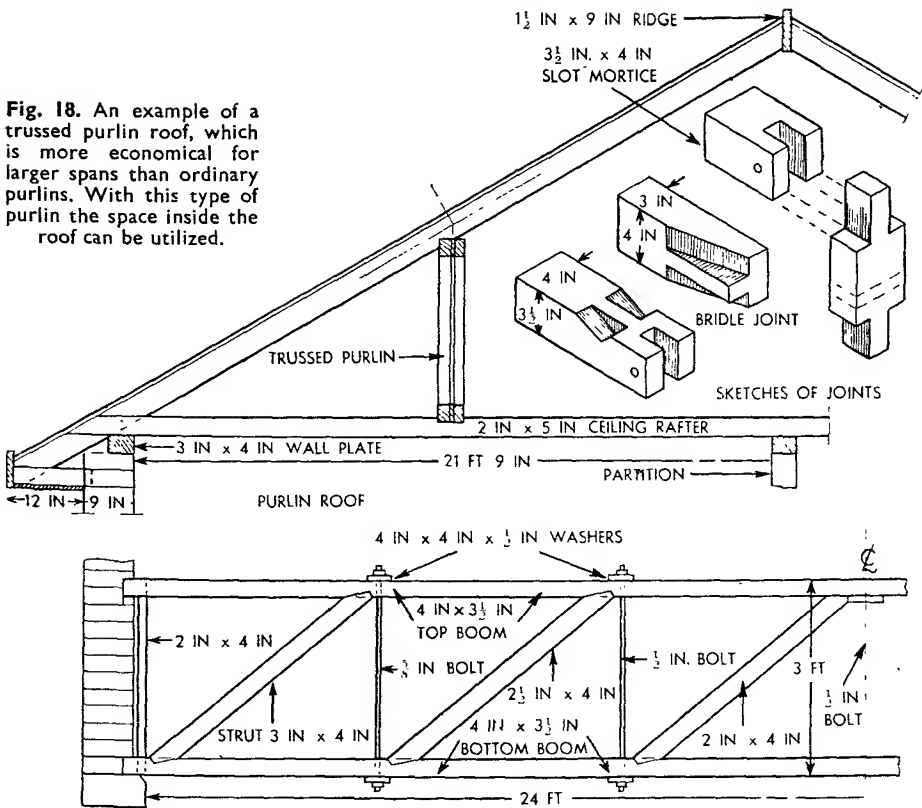 1½ IN x 9 IN RIDGE
3½ IN. x 4 IN
SLOT MORTICE
Fig. 18. An example of a
trussed purlin roof, which
is more economical for
larger spans than ordinary
purlins. With this type of
purlin the space inside the
roof can be utilized.
3 IN
4 IN
4 IN
3½ IN
BRIDLE JOINT
TRUSSED PURLIN
SKETCHES OF JOINTS
2 IN x 5 IN CEILING RAFTER
3 IN x 4 IN WALL PLATE
21 FT 9 IN
PARTITION
12 IN
9 IN
PURLIN ROOF
4 IN x 4 IN x ½ IN WASHERS
℄
4 IN x 3½ IN
TOP BOOM
2 IN x 4 IN
⅝ IN BOLT
½ IN. BOLT
3 FT
2½ IN x 4 IN
½ IN
BOLT
STRUT 3 IN x 4 IN
4 IN x 3½ IN
BOTTOM BOOM
2 IN x 4 IN
24 FT